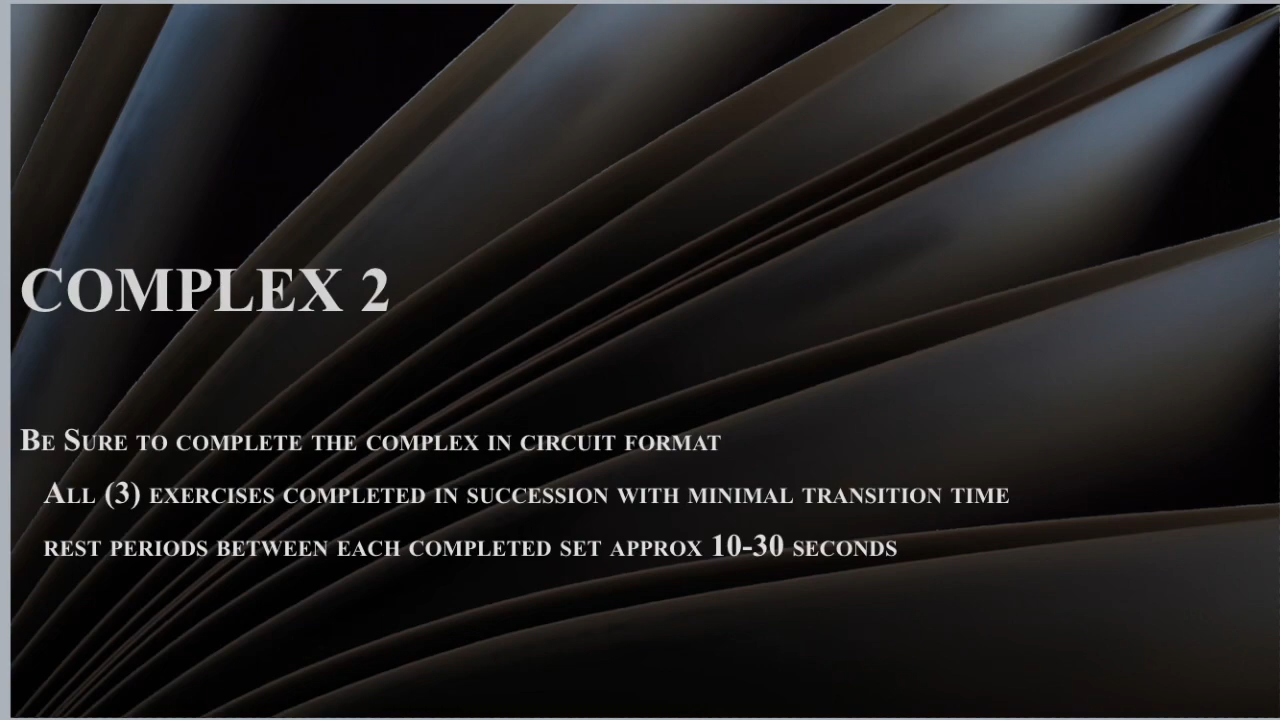 COMPLEX 2
Be Sure to complete the complex in circuit format
All (3) exercises completed in succession with minimal transition time
rest periods between each completed set approx 10-30 seconds